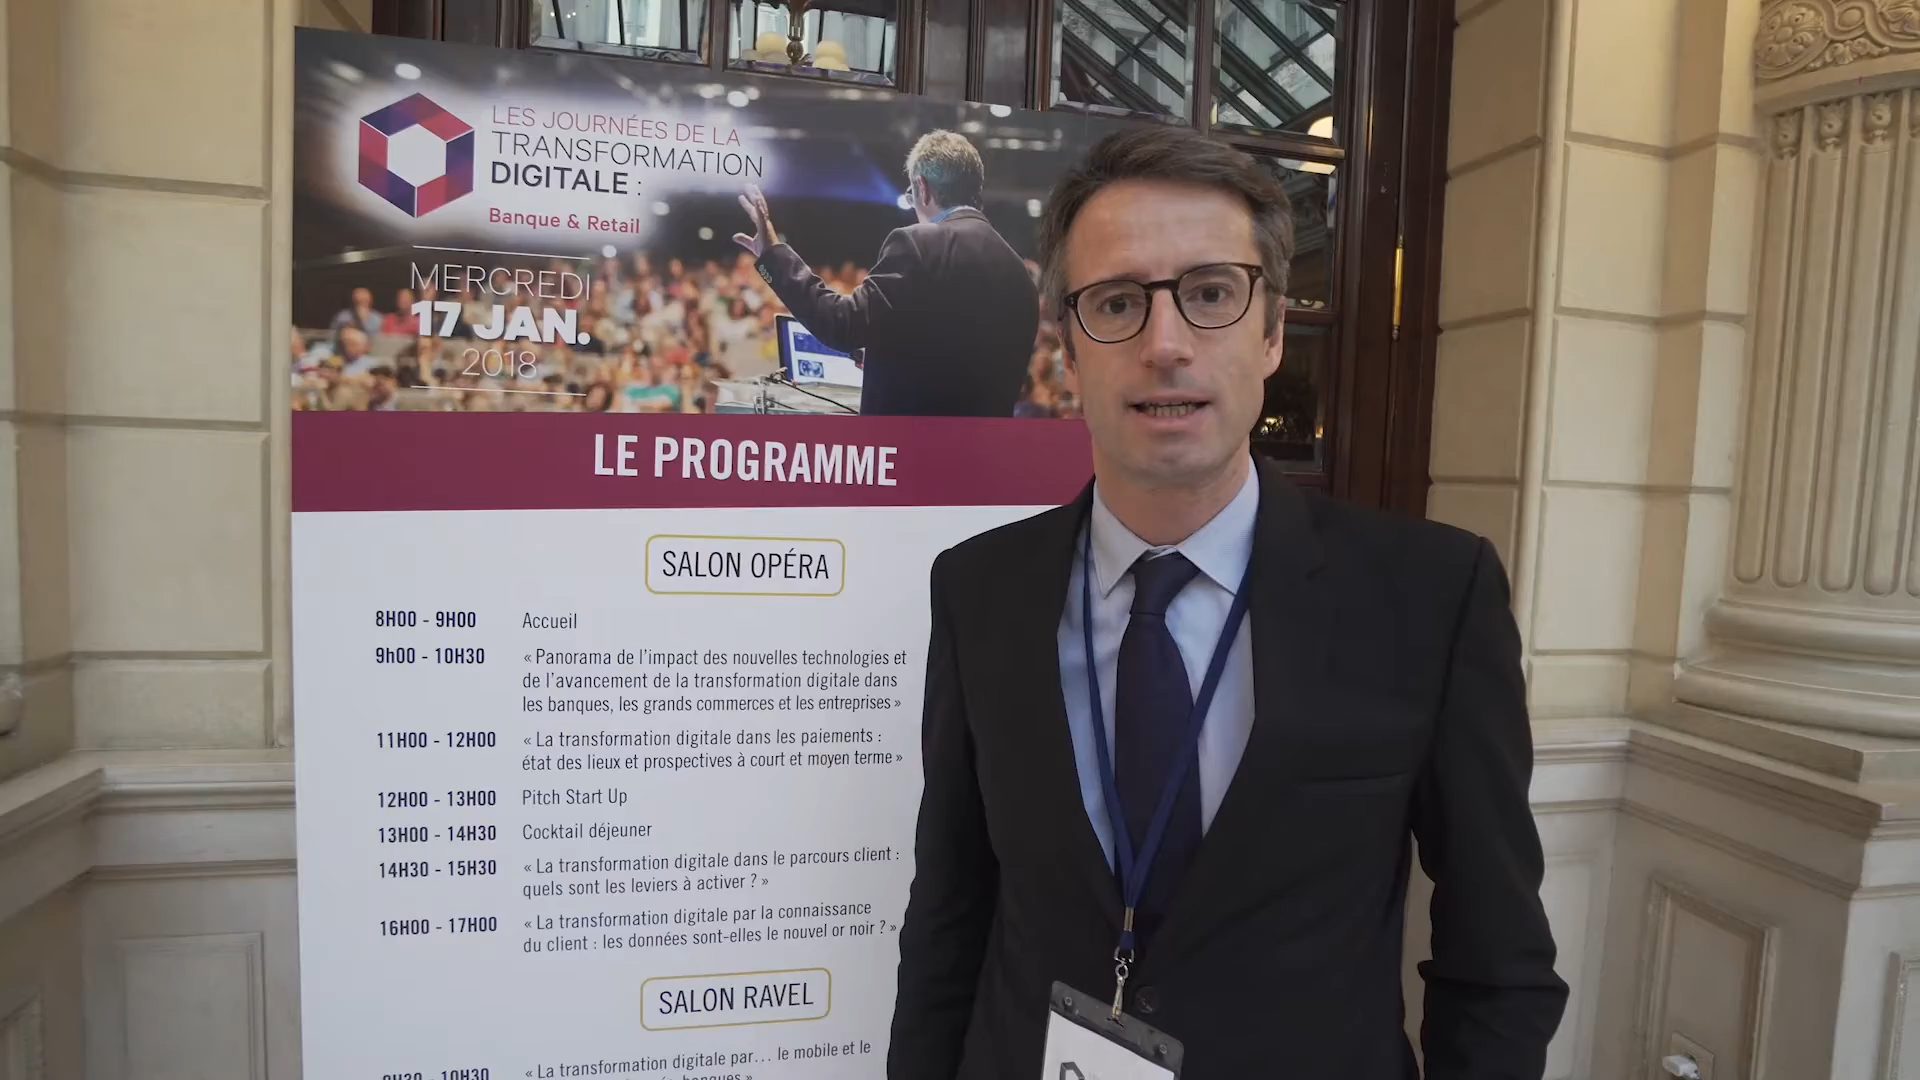 LES JOURNÉES DE LA
TRANSFORMATION
DIGITALE :
Banque & Retail
MERCREDI
17 JAN.
2018
LE PROGRAMME
SALON OPÉRA
8H00 - 9H00 Accueil
9h00 - 10H30 « Panorama de l'impact des nouvelles technologies et
de l'avancement de la transformation digitale dans
les banques, les grands commerces et les entreprises »
11H00 - 12H00 « La transformation digitale dans les paiements :
état des lieux et prospectives à court et moyen terme »
12H00 - 13H00 Pitch Start Up
13H00 - 14H30 Cocktail déjeuner
14H30 - 15H30 « La transformation digitale dans le parcours client :
quels sont les leviers à activer ? »
16H00 - 17H00 « La transformation digitale par la connaissance
du client : les données sont-elles le nouvel or noir ? »
SALON RAVEL
- 10H30 « La transformation digitale par... le mobile et le
banques »